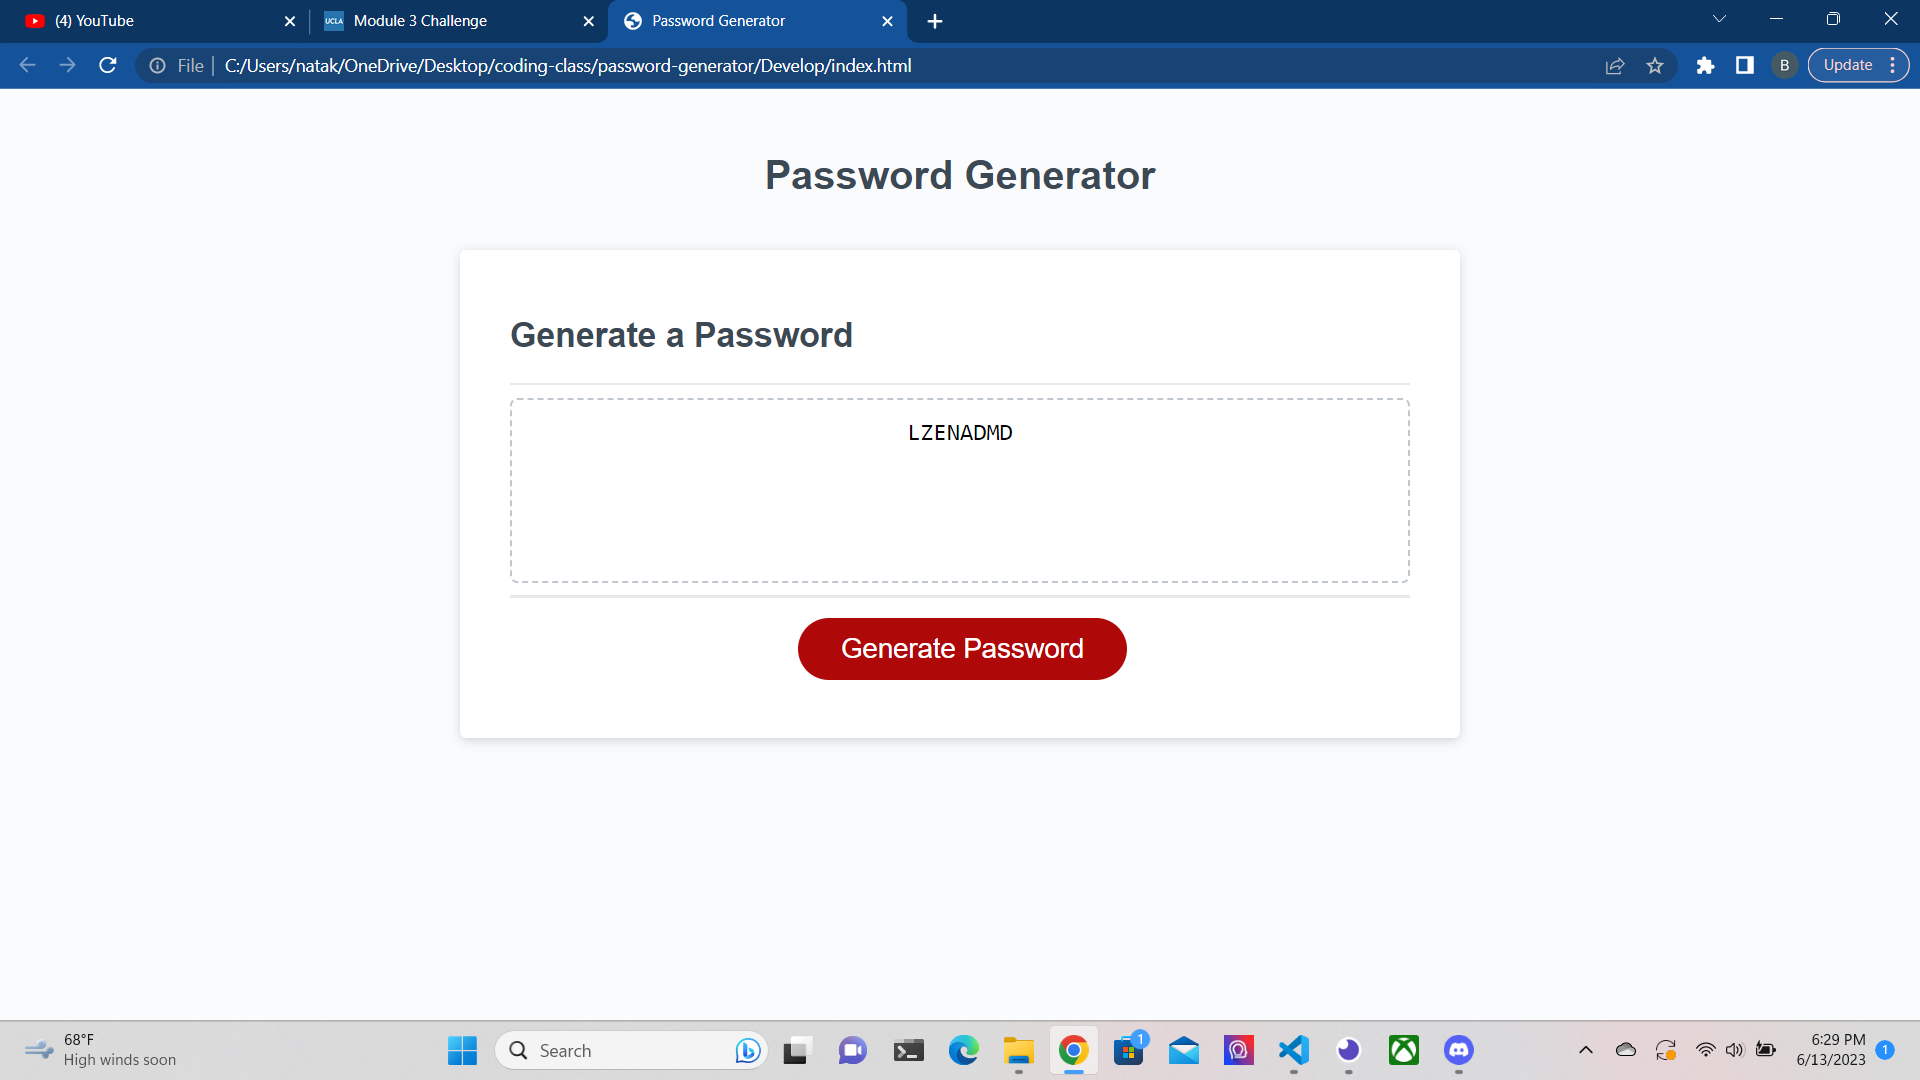 (4) YouTube
UCLA Module 3 Challenge
Password Generator
File
C:/Users/natak/OneDrive/Desktop/coding-class/password-generator/Develop/index.html
B
Update
Password Generator
Generate a Password
LZENADMD
Generate Password
68°F
High winds soon
Search
1
6:29 PM
6/13/2023
1